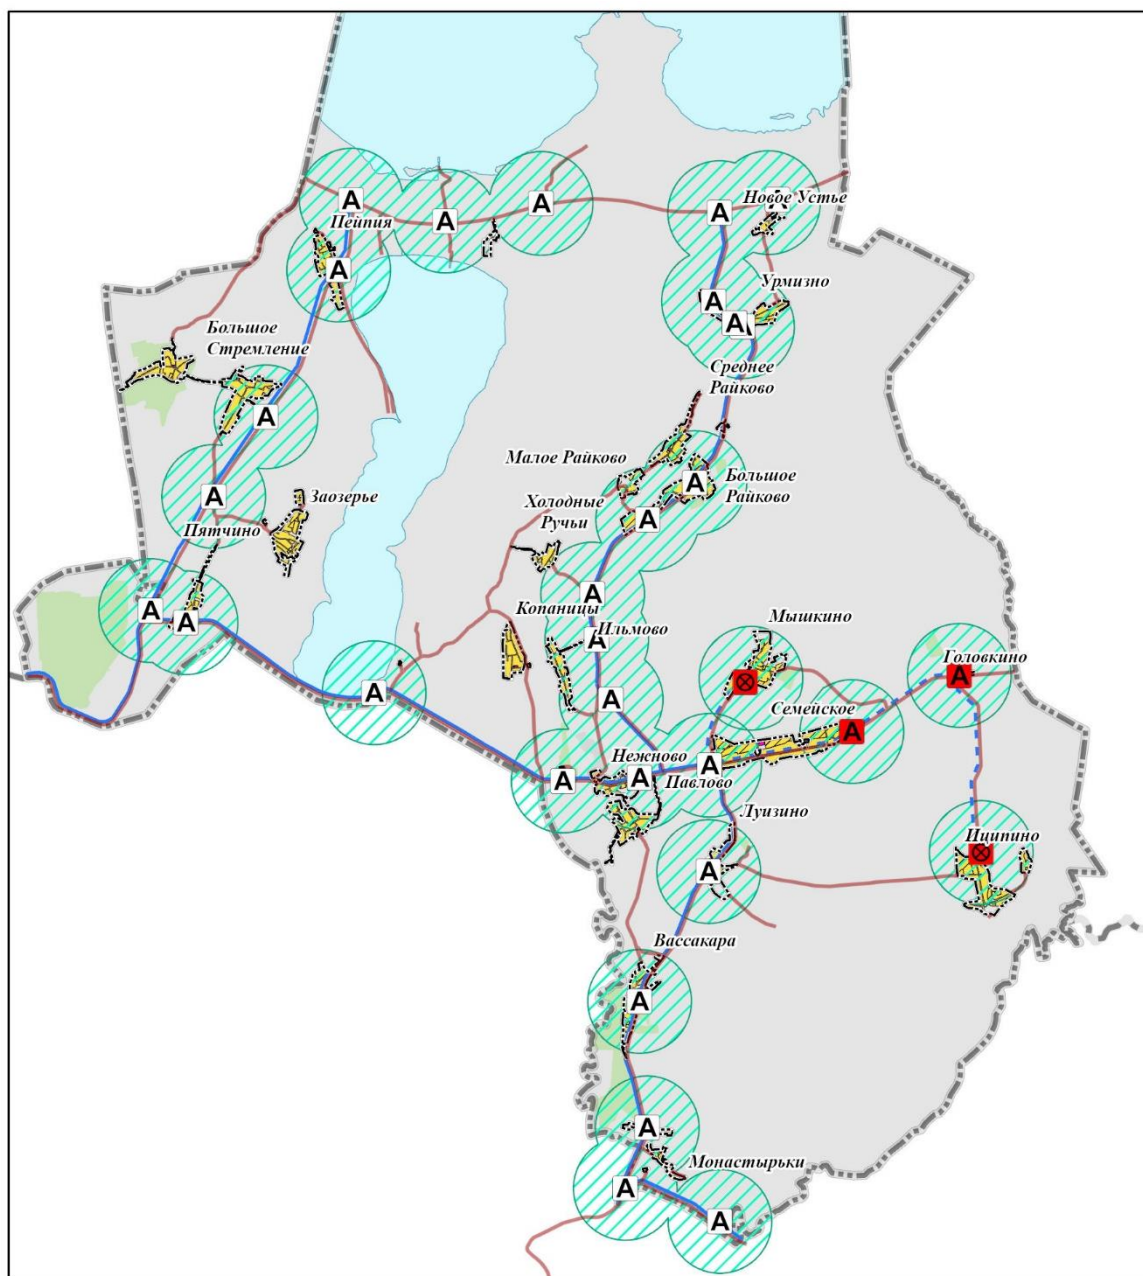 А
А
А
А
А
Новое Устье
Пейпия
А
А
Урмизно
А
Большое
Стремление
Среднее
Райково
А
Малое Райково
Большое
Райково
А
А
Заозерье
Холодные
Ручьи
А
Пятчино
А
А
А
Копаницы
Ильмово
А
Мышкино
Головкино
А
А
А
Семейское
А
Нежново
Павлово
А
А
А
Луизино
Иципино
А
Вассакара
А
А
Монастырьки
А
А